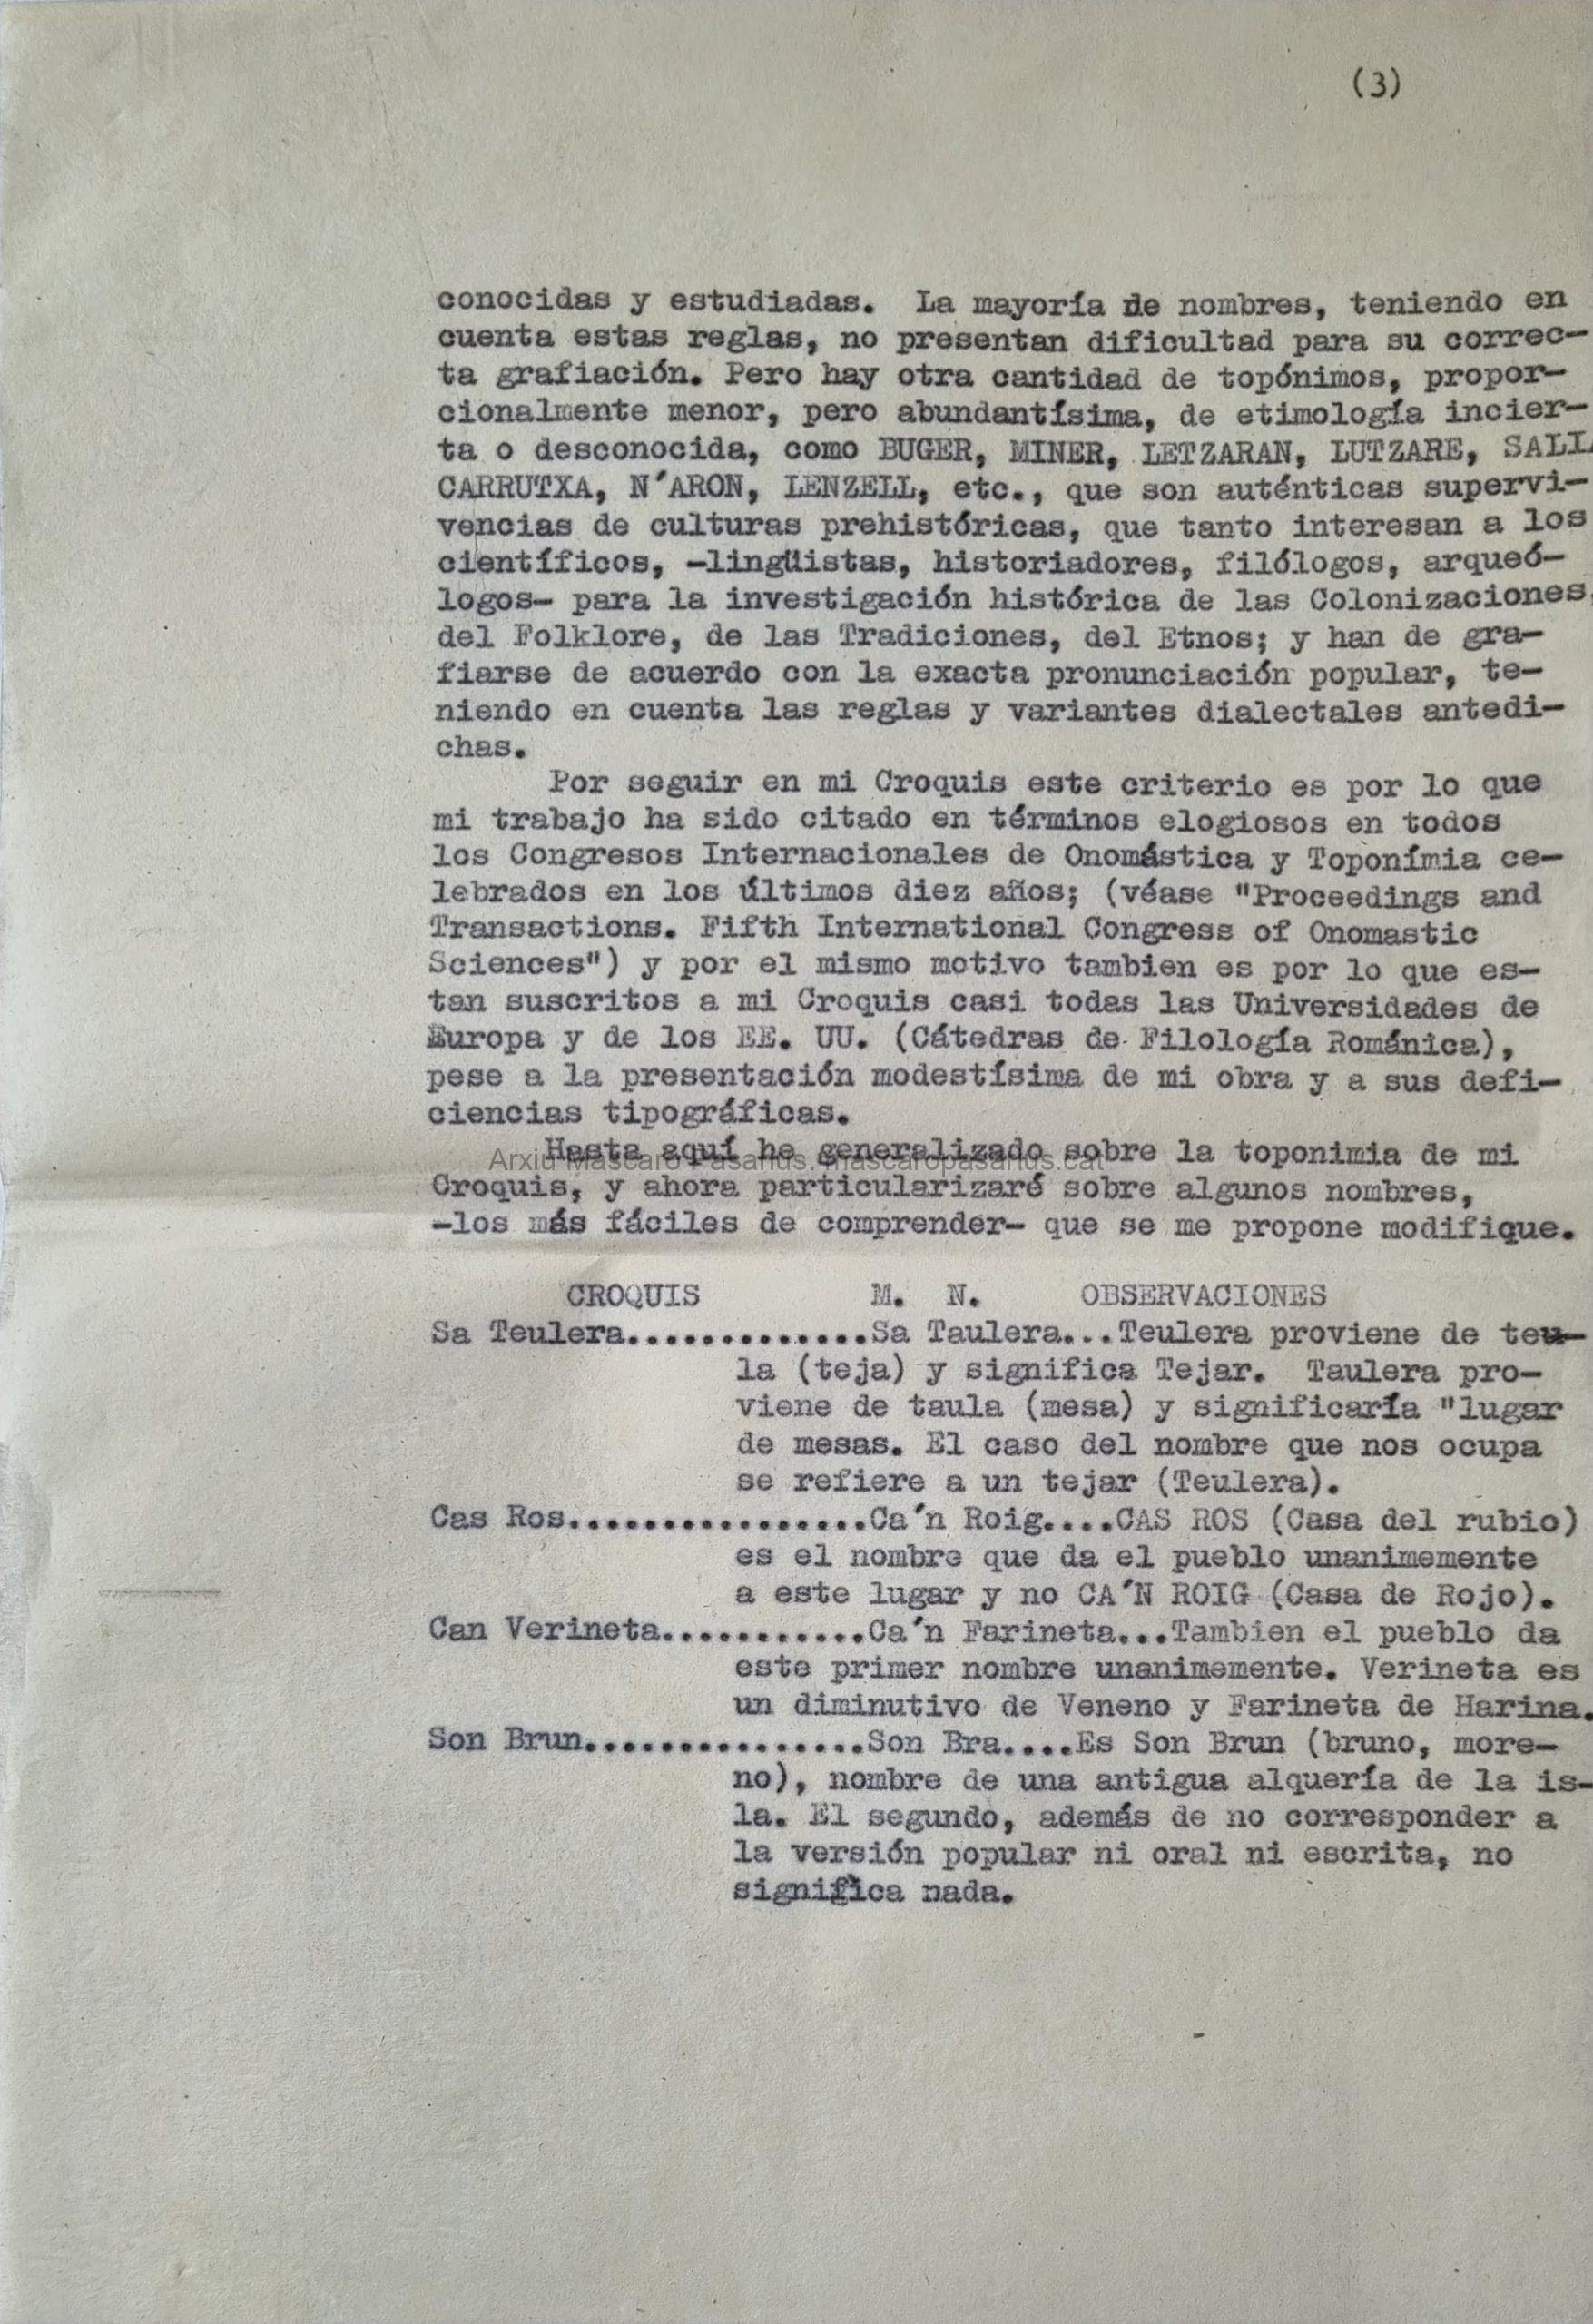 (3)
conocidas y estudiadas. La mayoría de nombres, teniendo en
cuenta estas reglas, no presentan dificultad para su correc-
ta grafiación. Pero hay otra cantidad de topónimos, propor-
cionalmente menor, pero abundantísima, de etimología incier-
ta o desconocida, como BUGER, MINER, LETZARAN, LUTZARE,
CARRUTXA, N´ARON, LENZELL, etc., que son auténticas supervi-
vencias de culturas prehistóricas, que tanto interesan a los
científicos, -lingüistas, historiadores, filólogos, arqueó-
logos- para la investigación histórica de las Colonizaciones,
del Folklore, de las Tradiciones, del Etnos; y han de gra-
fiarse de acuerdo con la exacta pronunciación popular, te-
niendo en cuenta las reglas y variantes dialectales antedi-
chas.
Por seguir en mi Croquis este criterio es por lo que
mi trabajo ha sido citado en términos elogiosos en todos
los Congresos Internacionales de Onomástica y Toponímia ce-
lebrados en los últimos diez años; (véase "Proceedings and
Transactions. Fifth International Congress of Onomastic
Sciences") y por el mismo motivo tambien es por lo que es-
tan suscritos a mi Croquis casi todas las Universidades de
Europa y de los EE. UU. (Cátedras de Filología Románica),
pese a la presentación modestísima de mi obra y a sus defi-
ciencias tipográficas.
Hasta aquí he generalizado sobre la toponimia de mi
Arxiu Mascaró Pasarius. mascaropasarius.cat
Croquis, y ahora particularizaré sobre algunos nombres,
-los más fáciles de comprender- que se me propone modifique.
CROQUIS M. N. OBSERVACIONES
Sa Teulera.............Sa Taulera...Teulera proviene de teu-
la (teja) y significa Tejar. Taulera pro-
viene de taula (mesa) y significaría "lugar
de mesas. El caso del nombre que nos ocupa
se refiere a un tejar (Teulera).
Cas Ros................Ca´n Roig....CAS ROS (Casa del rubio)
es el nombre que da el pueblo unanimemente
a este lugar y no CA´N ROIG (Casa de Rojo).
Can Verineta...........Ca´n Farineta...Tambien el pueblo da
este primer nombre unanimemente. Verineta es
un diminutivo de Veneno y Farineta de Harina.
Son Brun...............Son Bra....Es Son Brun (bruno, more-
no), nombre de una antigua alquería de la is-
la. El segundo, además de no corresponder a
la versión popular ni oral ni escrita, no
significa nada.